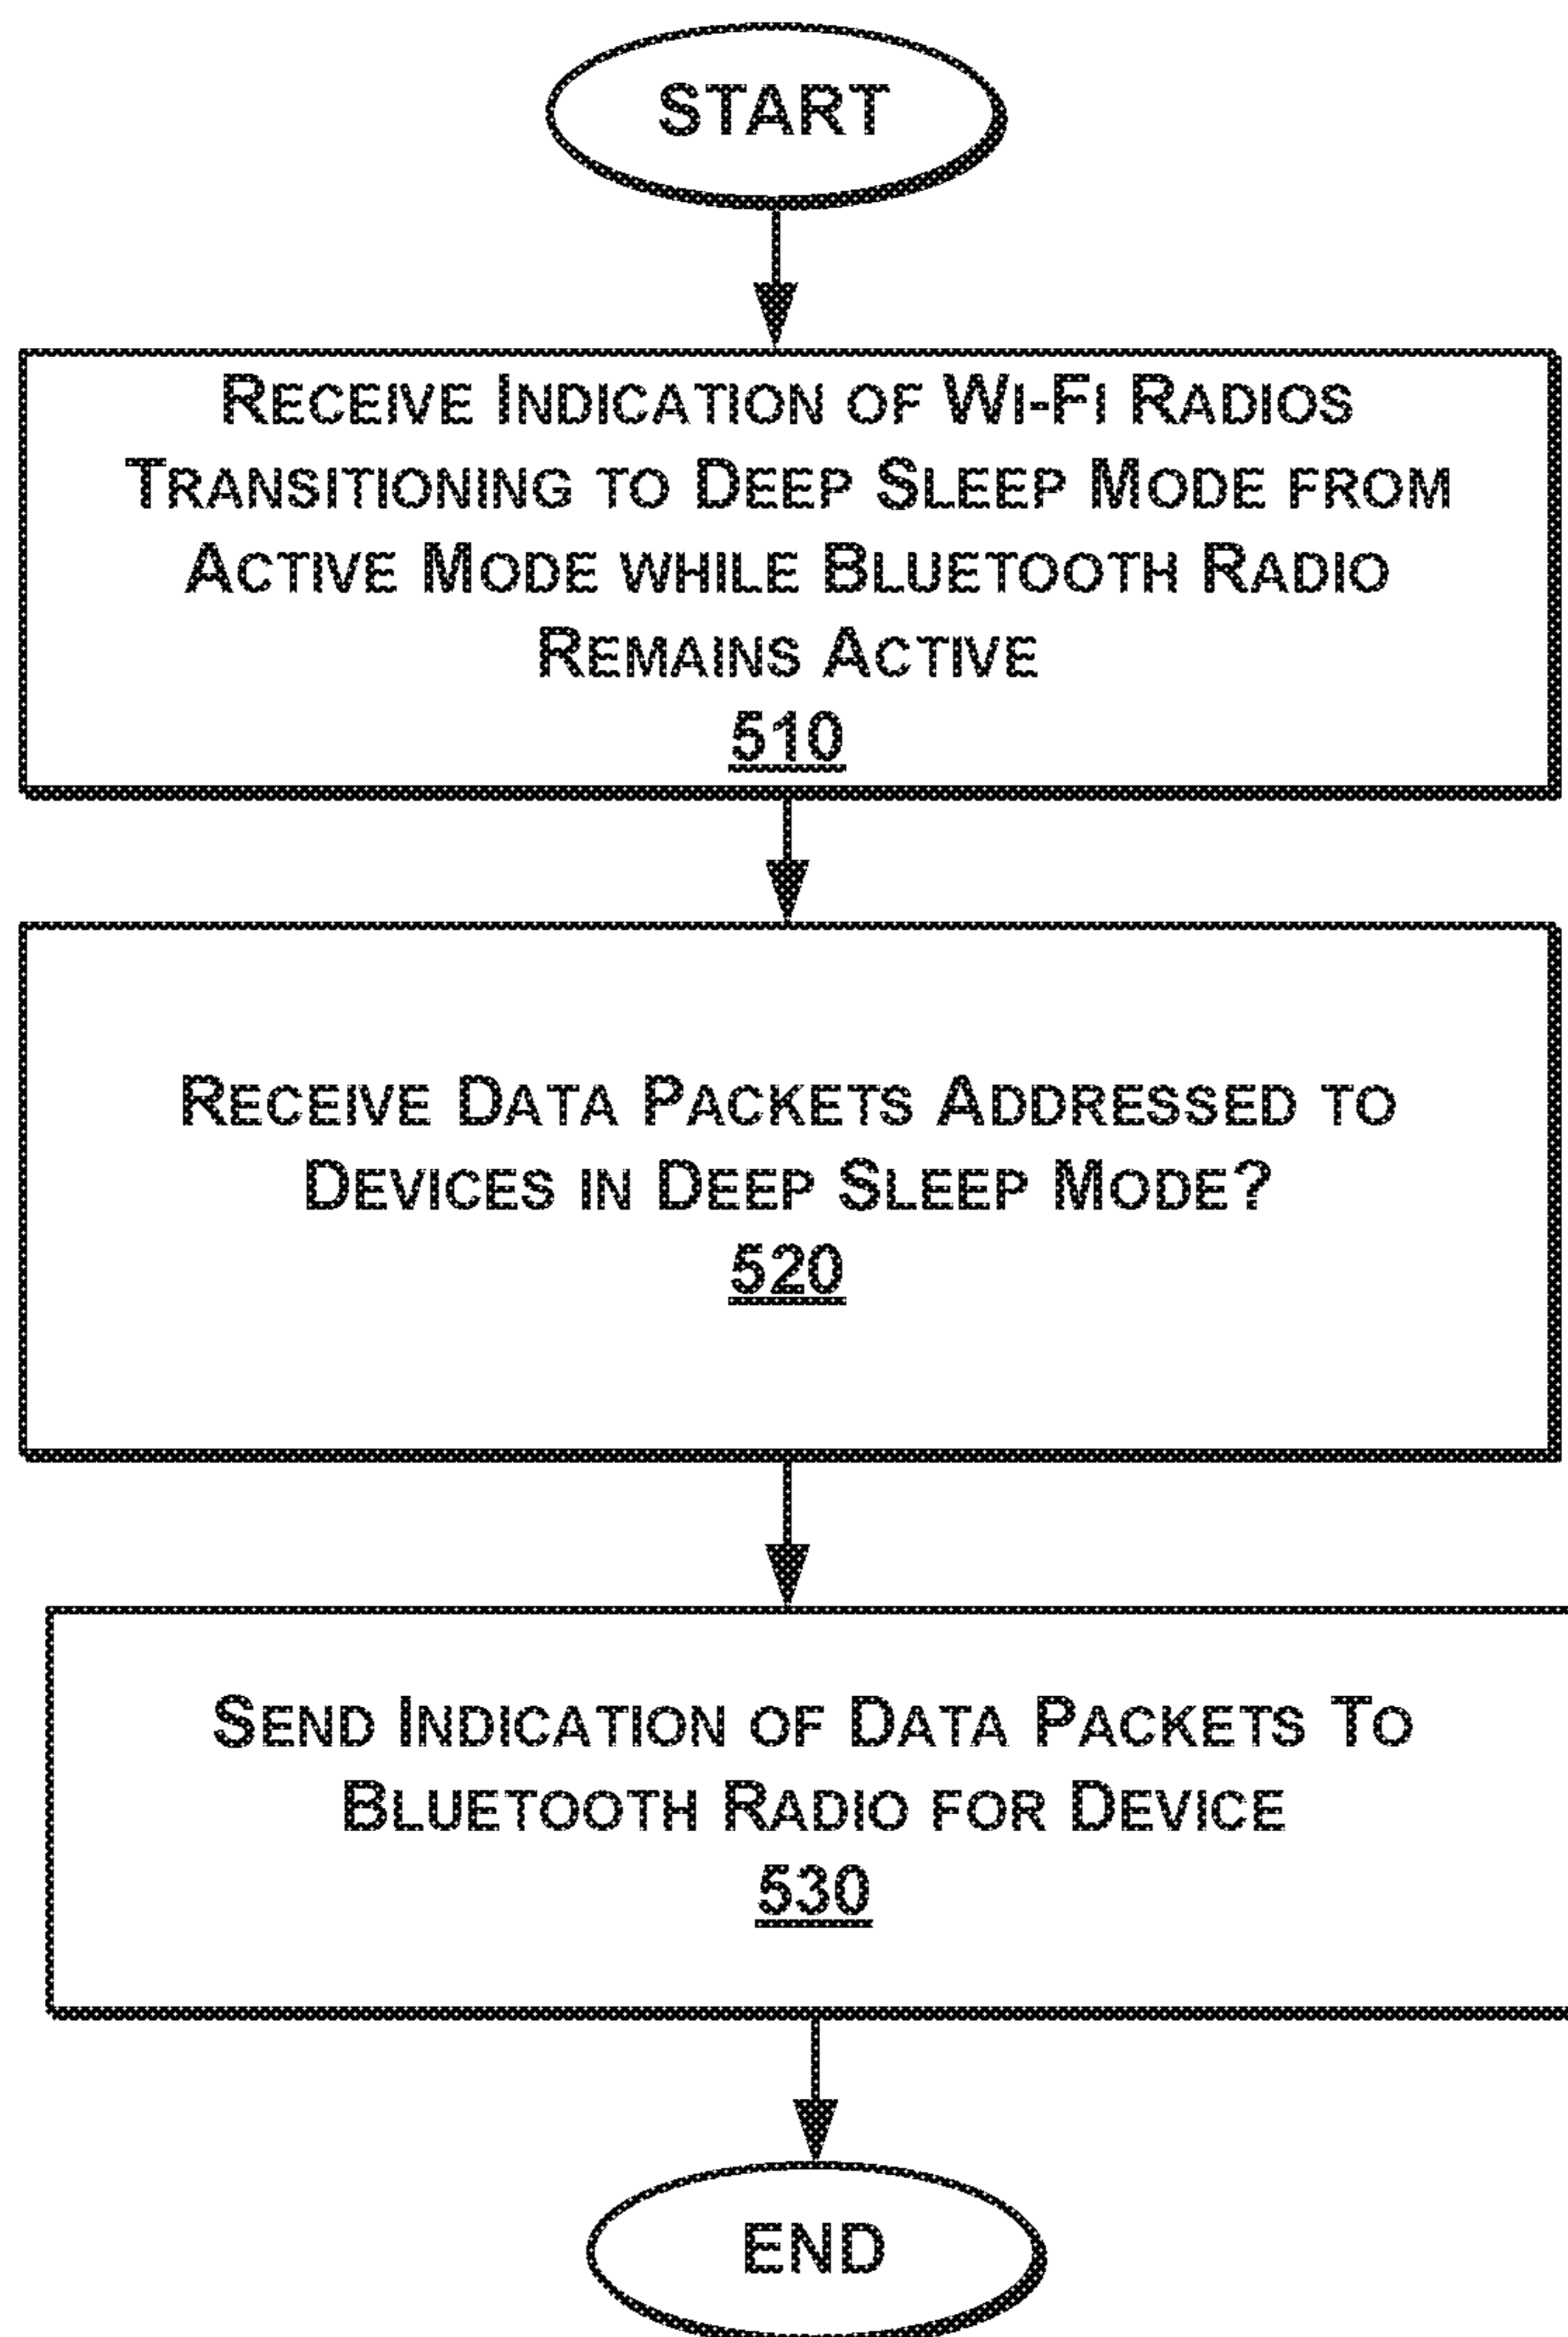 START
RECEIVE INDICATION OF WI-FI RADIOS
TRANSITIONING TO DEEP SLEEP MODE FROM
ACTIVE MODE WHILE BLUETOOTH RADIO
REMAINS ACTIVE
510
RECEIVE DATA PACKETS ADDRESSED TO
DEVICES IN DEEP SLEEP MODE?
520
SEND INDICATION OF DATA PACKETS TO
BLUETOOTH RADIO FOR DEVICE
530
END